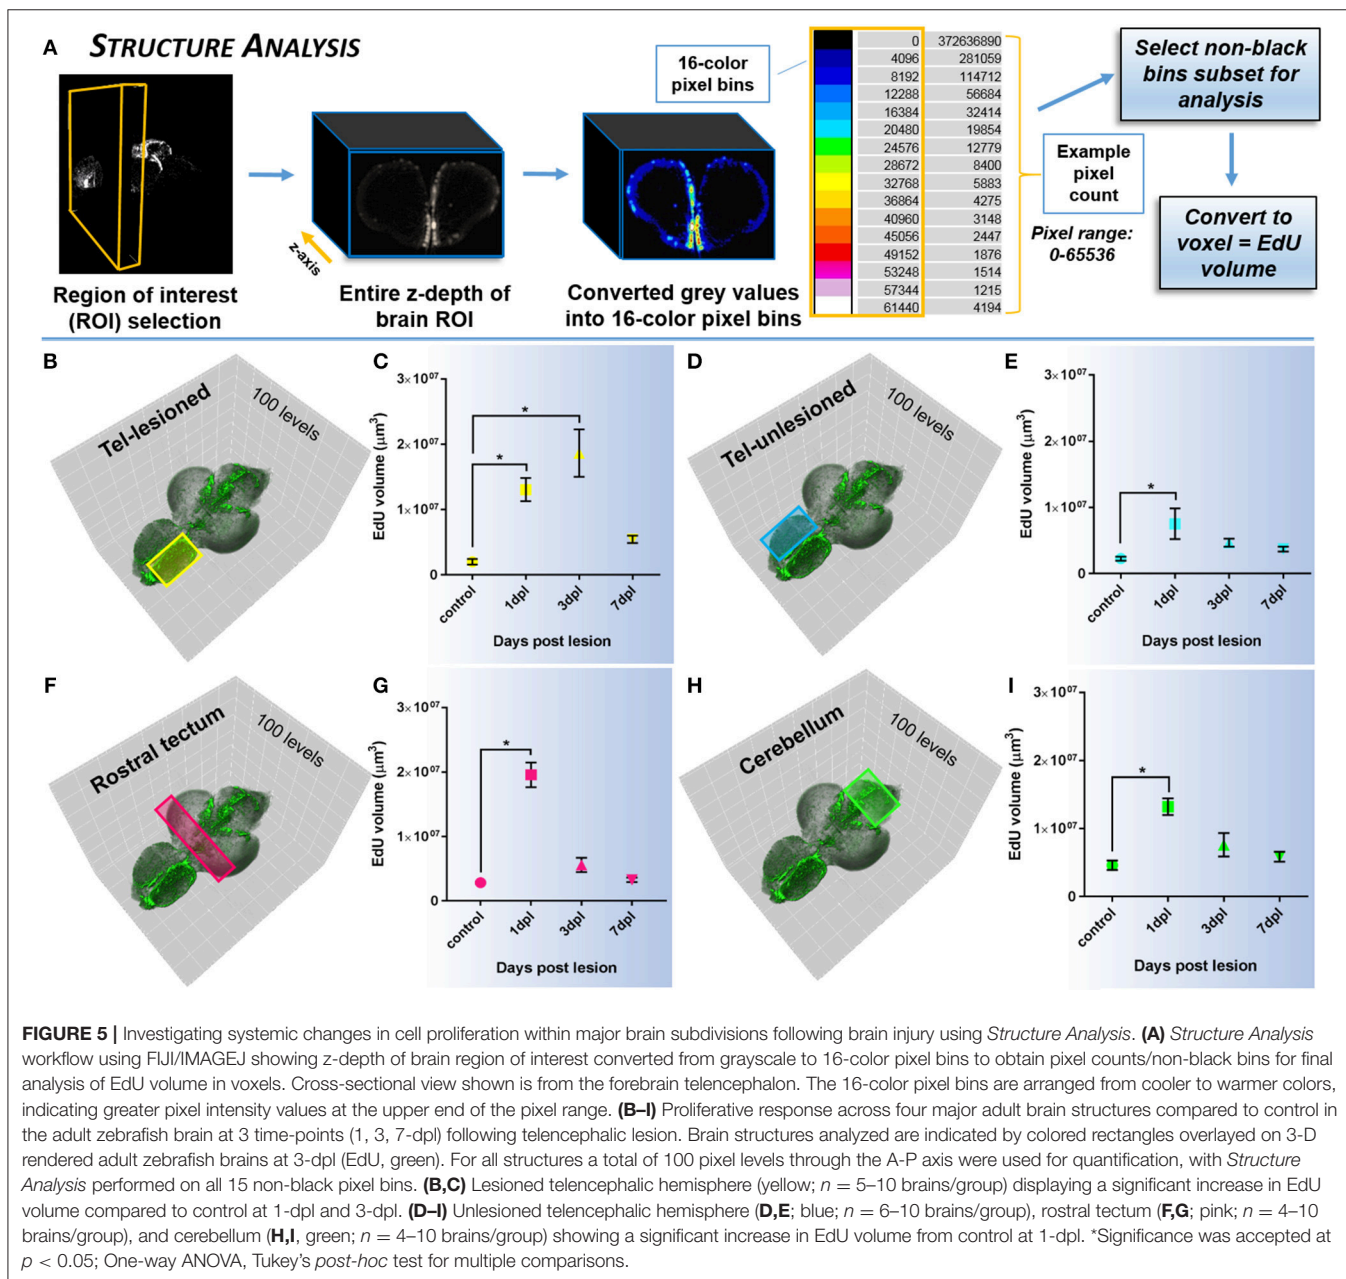 A STRUCTURE ANALYSIS
16-color
pixel bins
0 372636890
4096 281059
8192 114712
12288 56684
16384 32414
20480 19854
24576 12779
28672 8400
32768 5883
36864 4275
40960 3148
45056 2447
49152 1876
53248 1514
57344 1215
61440 4194
Select non-black
bins subset for
analysis
Example
pixel
count
Pixel range:
0-65536
Convert to
voxel = EdU
volume
z-axis
Region of interest
(ROI) selection
Entire z-depth of
brain ROI
Converted grey values
into 16-color pixel bins
B
Tel-lesioned
100 levels
C
EdU volume (μm³)
3×10⁰⁷
2×10⁰⁷
1×10⁰⁷
0
*
*
control
1dpl
3dpl
7dpl
Days post lesion
D
Tel-unlesioned
100 levels
E
EdU volume (μm³)
3×10⁰⁷
2×10⁰⁷
1×10⁰⁷
0
*
control
1dpl
3dpl
7dpl
Days post lesion
F
Rostral tectum
100 levels
G
EdU volume (μm³)
3×10⁰⁷
2×10⁰⁷
1×10⁰⁷
0
*
control
1dpl
3dpl
7dpl
Days post lesion
H
Cerebellum
100 levels
I
EdU volume (μm³)
3×10⁰⁷
2×10⁰⁷
1×10⁰⁷
0
*
control
1dpl
3dpl
7dpl
Days post lesion
FIGURE 5 | Investigating systemic changes in cell proliferation within major brain subdivisions following brain injury using Structure Analysis. (A) Structure Analysis
workflow using FIJI/IMAGEJ showing z-depth of brain region of interest converted from grayscale to 16-color pixel bins to obtain pixel counts/non-black bins for final
analysis of EdU volume in voxels. Cross-sectional view shown is from the forebrain telencephalon. The 16-color pixel bins are arranged from cooler to warmer colors,
indicating greater pixel intensity values at the upper end of the pixel range. (B–I) Proliferative response across four major adult brain structures compared to control in
the adult zebrafish brain at 3 time-points (1, 3, 7-dpl) following telencephalic lesion. Brain structures analyzed are indicated by colored rectangles overlayed on 3-D
rendered adult zebrafish brains at 3-dpl (EdU, green). For all structures a total of 100 pixel levels through the A-P axis were used for quantification, with Structure
Analysis performed on all 15 non-black pixel bins. (B,C) Lesioned telencephalic hemisphere (yellow; n = 5–10 brains/group) displaying a significant increase in EdU
volume compared to control at 1-dpl and 3-dpl. (D–I) Unlesioned telencephalic hemisphere (D,E; blue; n = 6–10 brains/group), rostral tectum (F,G; pink; n = 4–10
brains/group), and cerebellum (H,I, green; n = 4–10 brains/group) showing a significant increase in EdU volume from control at 1-dpl. *Significance was accepted at
p < 0.05; One-way ANOVA, Tukey's post-hoc test for multiple comparisons.